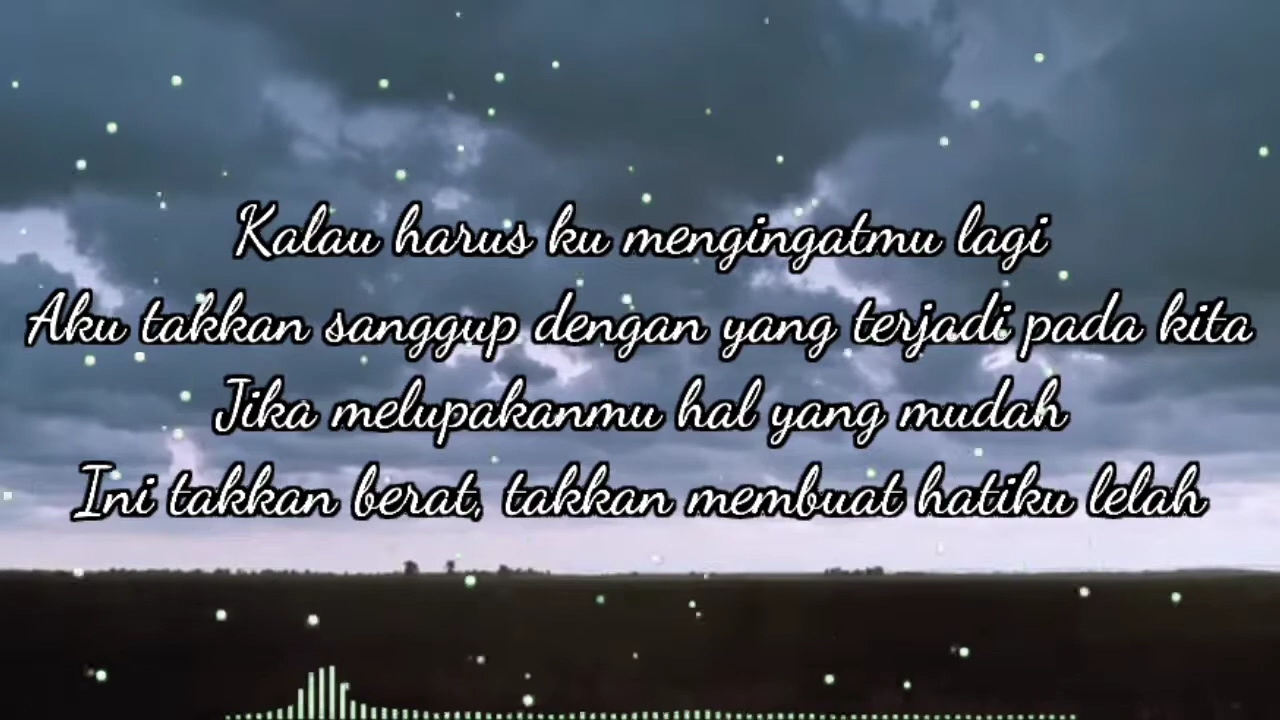 Kalau harus ku mengingatmu lagi
Aku takkan sanggup dengan yang terjadi pada kita
Jika melupakanmu hal yang mudah
Ini takkan berat, takkan membuat hatiku lelah